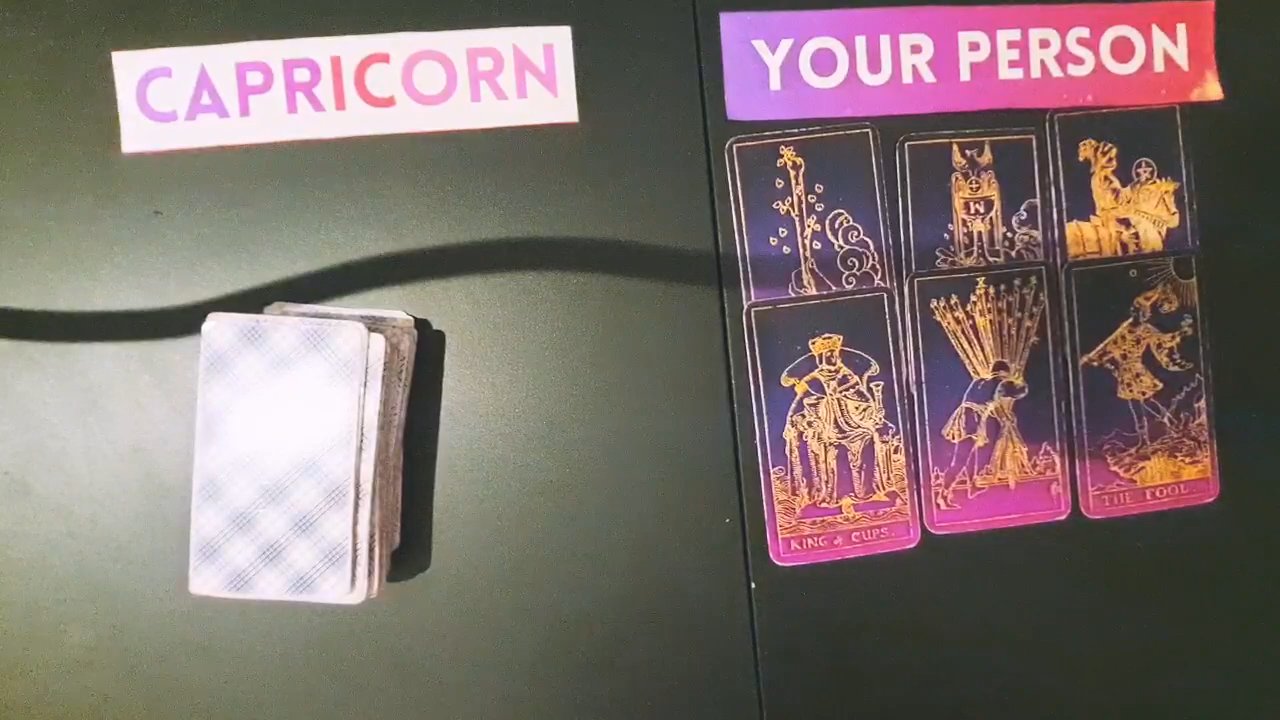 CAPRICORN
YOUR PERSON
X
KING of CUPS.
THE FOOL.